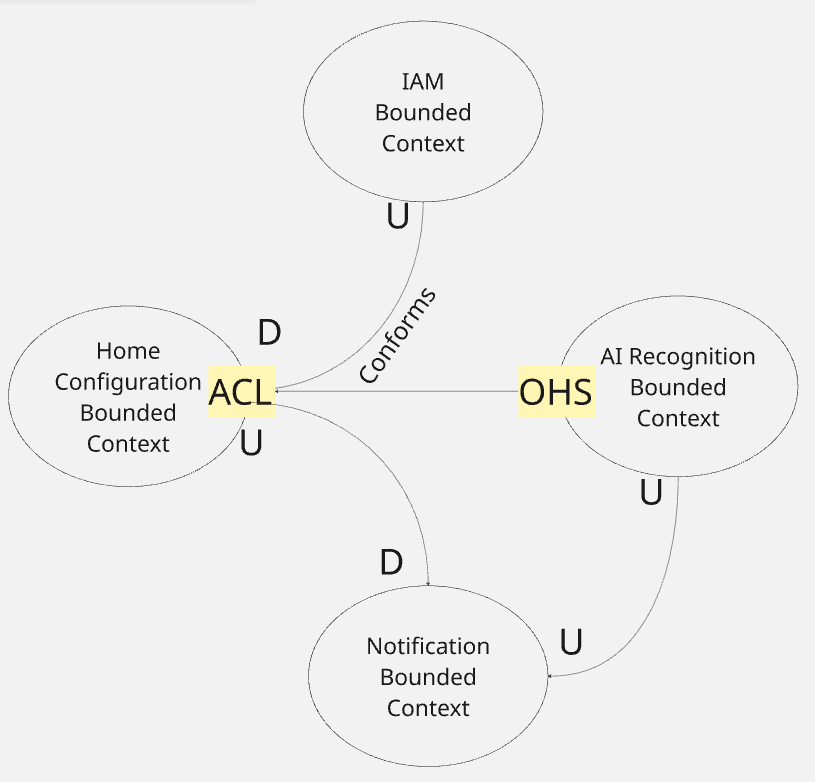 IAM
Bounded
Context
U
Conforms
D
Home
Configuration
Bounded
Context
ACL
U
OHS
AI Recognition
Bounded
Context
U
D
U
Notification
Bounded
Context